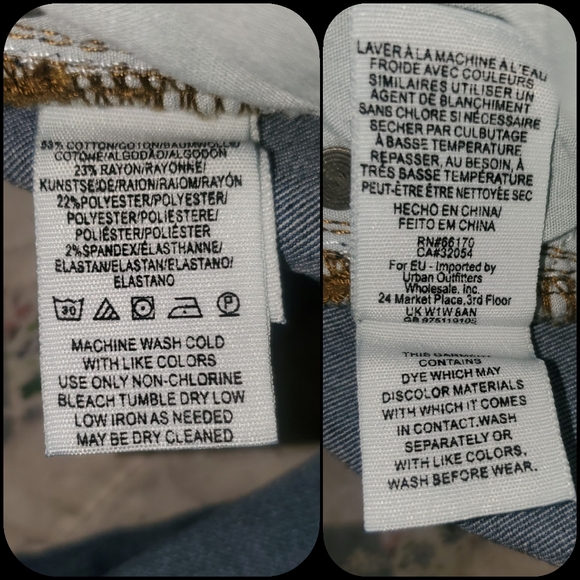 53% COTTON/COTON/BAUMWOLLE/
COTONE/ALGODÃO/ALGODÓN
23% RAYON/RAYONNE/
KUNSTSEIDE/RAION/RAIOM/RAYÓN
22%POLYESTER/POLYESTER/
POLYESTER/POLIESTERE/
POLIÉSTER/POLIÉSTER
2%SPANDEX/ÉLASTHANNE/
ELASTAN/ELASTAN/ELASTANO/
ELASTANO
30
P
MACHINE WASH COLD
WITH LIKE COLORS
USE ONLY NON-CHLORINE
BLEACH TUMBLE DRY LOW
LOW IRON AS NEEDED
MAY BE DRY CLEANED
LAVER À LA MACHINE À L'EAU
FROIDE AVEC COULEURS
SIMILAIRES UTILISER UN
AGENT DE BLANCHIMENT
SANS CHLORE SI NÉCESSAIRE
SECHER PAR CULBUTAGE
À BASSE TEMPÉRATURE
REPASSER, AU BESOIN, À
TRÈS BASSE TEMPÉRATURE
PEUT-ÊTRE ÊTRE NETTOYÉE SEC
HECHO EN CHINA/
FEITO EM CHINA
RN#66170
CA#32054
For EU - Imported by
Urban Outfitters
Wholesale, Inc.
24 Market Place,3rd Floor
UK W1W 8AN
GB 975119105
THIS GARMENT
CONTAINS
DYE WHICH MAY
DISCOLOR MATERIALS
WITH WHICH IT COMES
IN CONTACT.WASH
SEPARATELY OR
WITH LIKE COLORS,
WASH BEFORE WEAR.